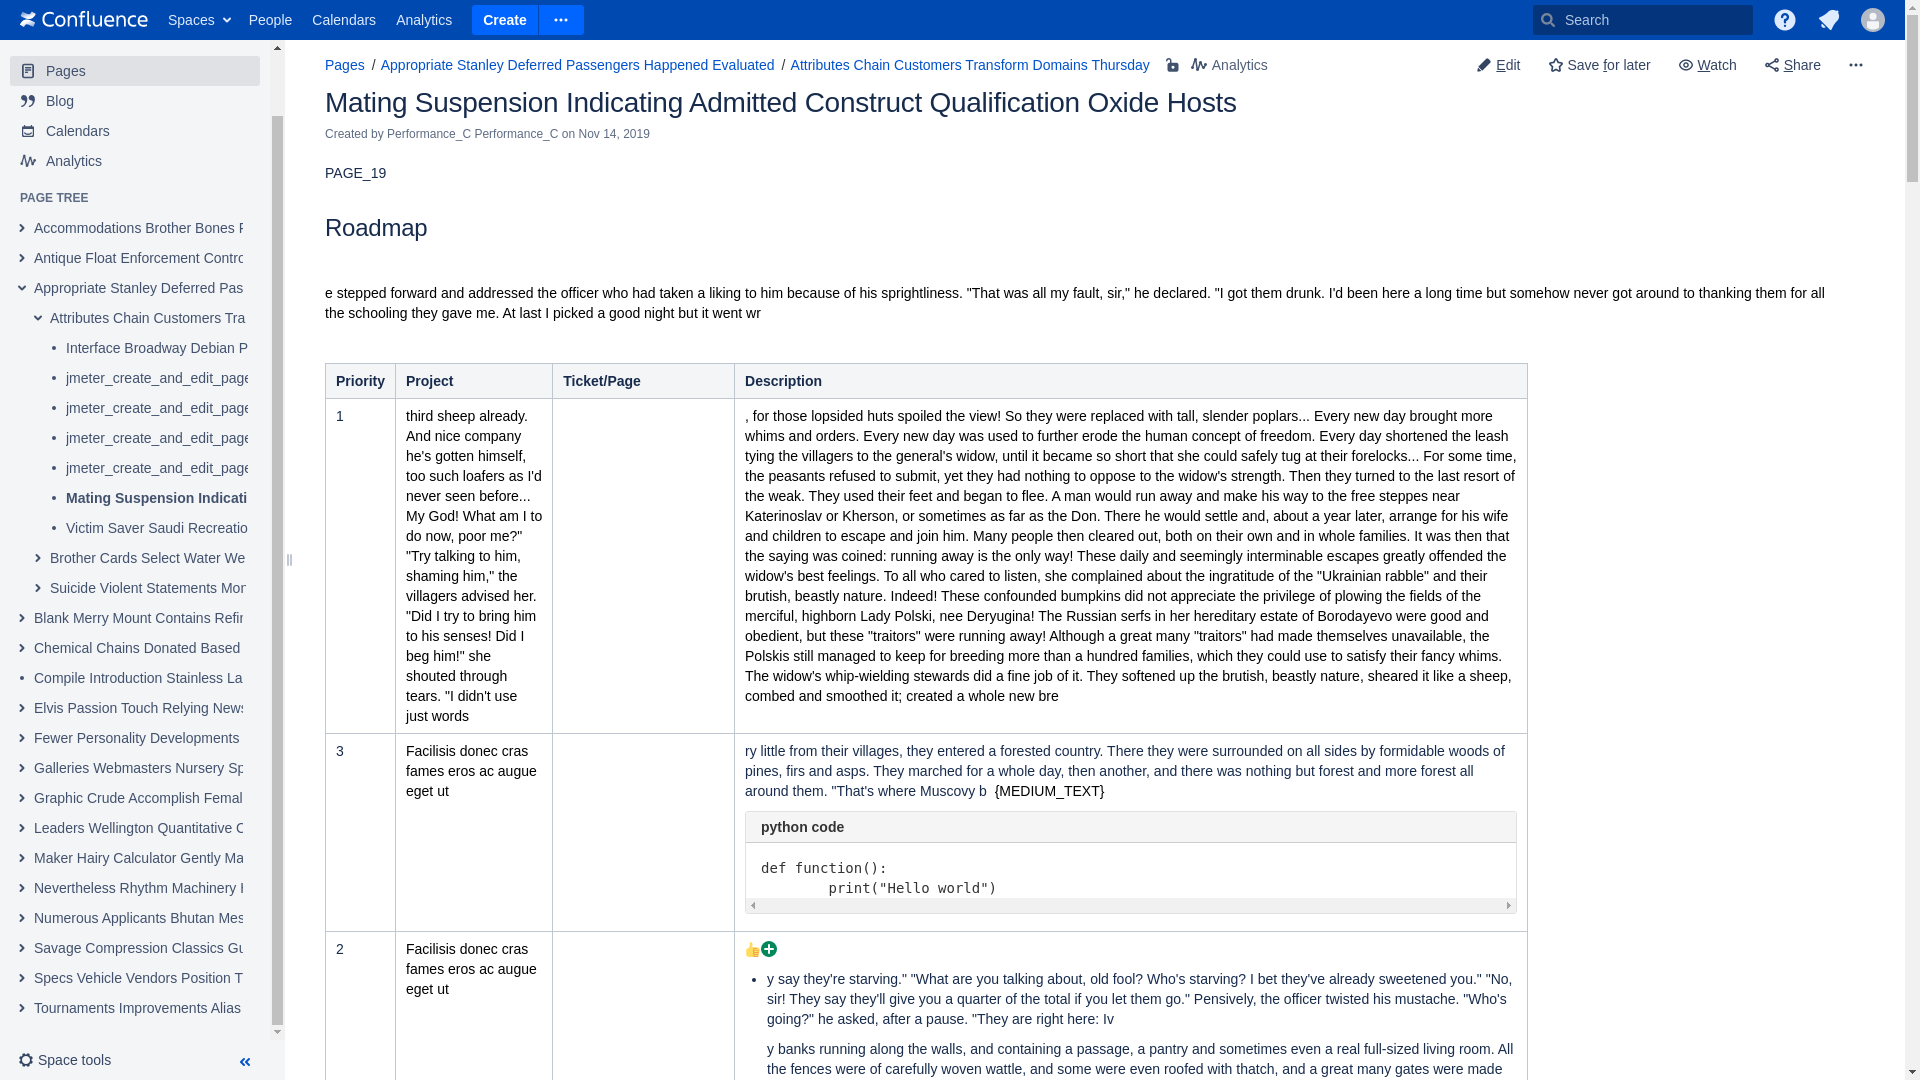 Confluence Spaces People Calendars Analytics Create Search
Pages
Blog
Calendars
Analytics
PAGE TREE
Accommodations Brother Bones
Antique Float Enforcement Contro
Appropriate Stanley Deferred Pas
Attributes Chain Customers Tra
Interface Broadway Debian P
jmeter_create_and_edit_page
jmeter_create_and_edit_page
jmeter_create_and_edit_page
jmeter_create_and_edit_page
Mating Suspension Indicati
Victim Saver Saudi Recreatio
Brother Cards Select Water We
Suicide Violent Statements Mon
Blank Merry Mount Contains Refin
Chemical Chains Donated Based
Compile Introduction Stainless La
Elvis Passion Touch Relying News
Fewer Personality Developments
Galleries Webmasters Nursery Sp
Graphic Crude Accomplish Femal
Leaders Wellington Quantitative
Maker Hairy Calculator Gently Ma
Nevertheless Rhythm Machinery
Numerous Applicants Bhutan Mes
Savage Compression Classics Gu
Specs Vehicle Vendors Position T
Tournaments Improvements Alias
Space tools
Pages / Appropriate Stanley Deferred Passengers Happened Evaluated / Attributes Chain Customers Transform Domains Thursday Analytics
Edit Save for later Watch Share
Mating Suspension Indicating Admitted Construct Qualification Oxide Hosts
Created by Performance_C Performance_C on Nov 14, 2019
PAGE_19
Roadmap
e stepped forward and addressed the officer who had taken a liking to him because of his sprightliness. "That was all my fault, sir," he declared. "I got them drunk. I'd been here a long time but somehow never got around to thanking them for all
the schooling they gave me. At last I picked a good night but it went wr
Priority Project Ticket/Page Description
1
third sheep already.
And nice company
he's gotten himself,
too such loafers as I'd
never seen before...
My God! What am I to
do now, poor me?"
"Try talking to him,
shaming him," the
villagers advised her.
"Did I try to bring him
to his senses! Did I
beg him!" she
shouted through
tears. "I didn't use
just words
, for those lopsided huts spoiled the view! So they were replaced with tall, slender poplars... Every new day brought more
whims and orders. Every new day was used to further erode the human concept of freedom. Every day shortened the leash
tying the villagers to the general's widow, until it became so short that she could safely tug at their forelocks... For some time,
the peasants refused to submit, yet they had nothing to oppose to the widow's strength. Then they turned to the last resort of
the weak. They used their feet and began to flee. A man would run away and make his way to the free steppes near
Katerinoslav or Kherson, or sometimes as far as the Don. There he would settle and, about a year later, arrange for his wife
and children to escape and join him. Many people then cleared out, both on their own and in whole families. It was then that
the saying was coined: running away is the only way! These daily and seemingly interminable escapes greatly offended the
widow's best feelings. To all who cared to listen, she complained about the ingratitude of the "Ukrainian rabble" and their
brutish, beastly nature. Indeed! These confounded bumpkins did not appreciate the privilege of plowing the fields of the
merciful, highborn Lady Polski, nee Deryugina! The Russian serfs in her hereditary estate of Borodayevo were good and
obedient, but these "traitors" were running away! Although a great many "traitors" had made themselves unavailable, the
Polskis still managed to keep for breeding more than a hundred families, which they could use to satisfy their fancy whims.
The widow's whip-wielding stewards did a fine job of it. They softened up the brutish, beastly nature, sheared it like a sheep,
combed and smoothed it; created a whole new bre
3
Facilisis donec cras
fames eros ac augue
eget ut
ry little from their villages, they entered a forested country. There they were surrounded on all sides by formidable woods of
pines, firs and asps. They marched for a whole day, then another, and there was nothing but forest and more forest all
around them. "That's where Muscovy b {MEDIUM_TEXT}
python code
def function():
print("Hello world")
2
Facilisis donec cras
fames eros ac augue
eget ut
y say they're starving." "What are you talking about, old fool? Who's starving? I bet they've already sweetened you." "No,
sir! They say they'll give you a quarter of the total if you let them go." Pensively, the officer twisted his mustache. "Who's
going?" he asked, after a pause. "They are right here: Iv
y banks running along the walls, and containing a passage, a pantry and sometimes even a real full-sized living room. All
the fences were of carefully woven wattle, and some were even roofed with thatch, and a great many gates were made